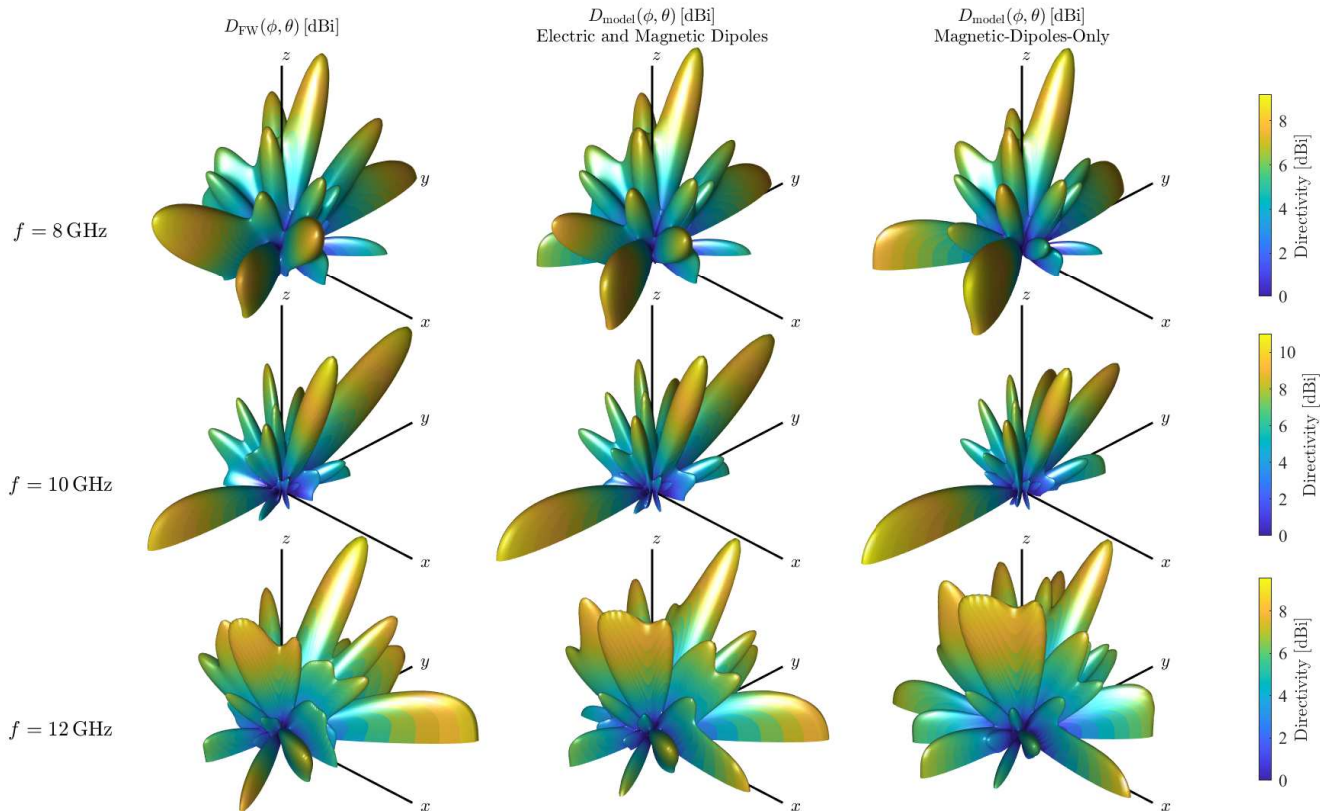 D_FW(ϕ, θ) [dBi]
D_model(ϕ, θ) [dBi]
Electric and Magnetic Dipoles
D_model(ϕ, θ) [dBi]
Magnetic-Dipoles-Only
z
z
z
y
y
y
x
x
x
f = 8 GHz
8
6
4
2
0
Directivity [dBi]
z
z
z
y
y
y
x
x
x
f = 10 GHz
10
8
6
4
2
0
Directivity [dBi]
z
z
z
y
y
y
x
x
x
f = 12 GHz
8
6
4
2
0
Directivity [dBi]